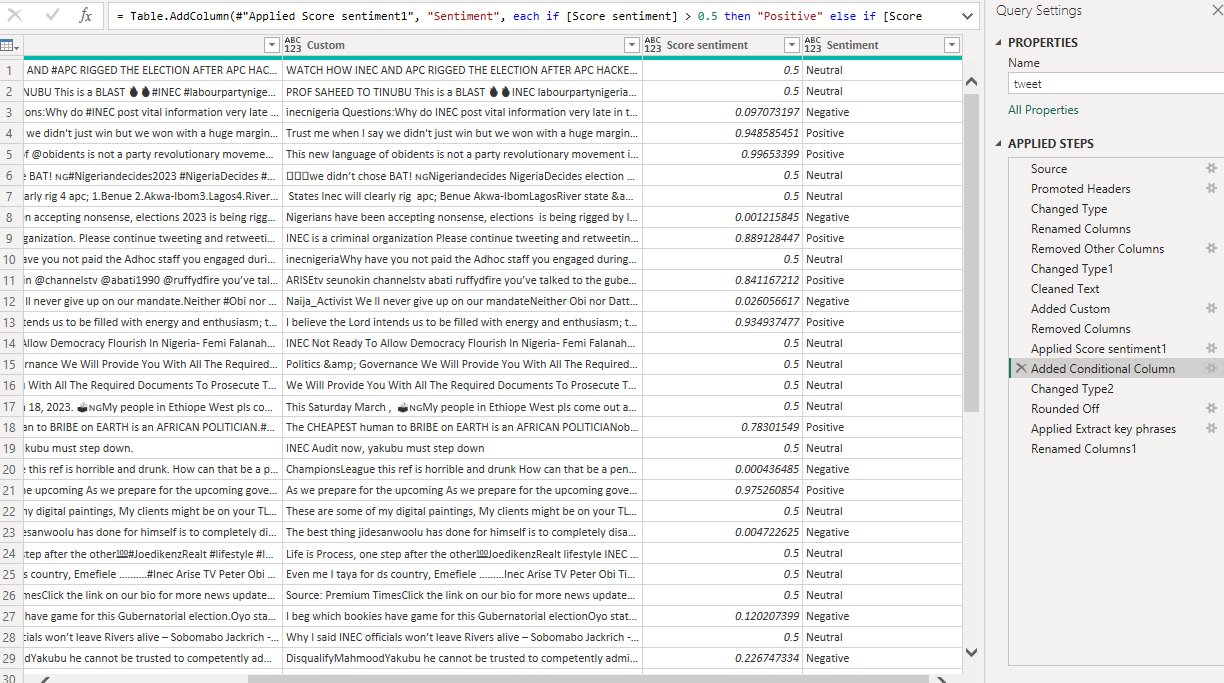 = Table.AddColumn(#"Applied Score sentiment1", "Sentiment", each if [Score sentiment] > 0.5 then "Positive" else if [Score
Query Settings
PROPERTIES
Name
tweet
All Properties
APPLIED STEPS
Source
Promoted Headers
Changed Type
Renamed Columns
Removed Other Columns
Changed Type1
Cleaned Text
Added Custom
Removed Columns
Applied Score sentiment1
Added Conditional Column
Changed Type2
Rounded Off
Applied Extract key phrases
Renamed Columns1
ABC 123 Custom ABC 123 Score sentiment ABC 123 Sentiment
1 AND #APC RIGGED THE ELECTION AFTER APC HAC... WATCH HOW INEC AND APC RIGGED THE ELECTION AFTER APC HACKE... 0.5 Neutral
2 NUBU This is a BLAST 💣💣#INEC #labourpartynige... PROF SAHEED TO TINUBU This is a BLAST 💣💣INEC labourpartynigeria... 0.5 Neutral
3 ons:Why do #INEC post vital information very late ... inecnigeria Questions:Why do INEC post vital information very late in t... 0.097073197 Negative
4 we didn't just win but we won with a huge margin... Trust me when I say we didn't just win but we won with a huge margin... 0.948585451 Positive
5 of @obidents is not a party revolutionary moveme... This new language of obidents is not a party revolutionary movement i... 0.99653399 Positive
6 e BAT! NG#Nigeriandecides2023 #NigeriaDecides #... □□□we didn't chose BAT! NGNigeriandecides NigeriaDecides election ... 0.5 Neutral
7 arly rig 4 apc; 1.Benue 2.Akwa-Ibom3.Lagos4.River... States Inec will clearly rig apc; Benue Akwa-IbomLagosRiver state &a... 0.5 Neutral
8 n accepting nonsense, elections 2023 is being rigg... Nigerians have been accepting nonsense, elections is being rigged by I... 0.001215845 Negative
9 ganization. Please continue tweeting and retweeti... INEC is a criminal organization Please continue tweeting and retweetin... 0.889128447 Positive
10 ave you not paid the Adhoc staff you engaged duri... inecnigeriaWhy have you not paid the Adhoc staff you engaged during... 0.5 Neutral
11 in @channelstv @abati1990 @ruffydfire you've tal... ARISEtv seunokin channelstv abati ruffydfire you've talked to the gube... 0.841167212 Positive
12 ll never give up on our mandate.Neither #Obi nor ... Naija_Activist We ll never give up on our mandateNeither Obi nor Datt... 0.026056617 Negative
13 tends us to be filled with energy and enthusiasm; t... I believe the Lord intends us to be filled with energy and enthusiasm; t... 0.934937477 Positive
14 Allow Democracy Flourish In Nigeria- Femi Falanah... INEC Not Ready To Allow Democracy Flourish In Nigeria- Femi Falanah... 0.5 Neutral
15 rnance We Will Provide You With All The Required... Politics &amp; Governance We Will Provide You With All The Required... 0.5 Neutral
16 u With All The Required Documents To Prosecute T... We Will Provide You With All The Required Documents To Prosecute T... 0.5 Neutral
17 18, 2023. 🗳NGMy people in Ethiope West pls co... This Saturday March , 🗳NGMy people in Ethiope West pls come out a... 0.5 Neutral
18 an to BRIBE on EARTH is an AFRICAN POLITICIAN.#... The CHEAPEST human to BRIBE on EARTH is an AFRICAN POLITICIANob... 0.78301549 Positive
19 yakubu must step down. INEC Audit now, yakubu must step down 0.5 Neutral
20 this ref is horrible and drunk. How can that be a p... ChampionsLeague this ref is horrible and drunk How can that be a pen... 0.000436485 Negative
21 he upcoming As we prepare for the upcoming gove... As we prepare for the upcoming As we prepare for the upcoming gove... 0.975260854 Positive
22 my digital paintings, My clients might be on your TL... These are some of my digital paintings, My clients might be on your TL... 0.5 Neutral
23 desanwoolu has done for himself is to completely di... The best thing jidesanwoolu has done for himself is to completely disa... 0.004722625 Negative
24 step after the other💯#JoedikenzRealt #lifestyle #I... Life is Process, one step after the other💯JoedikenzRealt lifestyle INEC ... 0.5 Neutral
25 s country, Emefiele ..........#Inec Arise TV Peter Obi ... Even me I taya for ds country, Emefiele .........Inec Arise TV Peter Obi Ti... 0.5 Neutral
26 mesClick the link on our bio for more news update... Source: Premium TimesClick the link on our bio for more news update... 0.5 Neutral
27 have game for this Gubernatorial election.Oyo stat... I beg which bookies have game for this Gubernatorial electionOyo stat... 0.120207399 Negative
28 cials won't leave Rivers alive – Sobomabo Jackrich -... Why I said INEC officials won't leave Rivers alive – Sobomabo Jackrich -... 0.5 Neutral
29 dYakubu he cannot be trusted to competently ad... DisqualifyMahmoodYakubu he cannot be trusted to competently admi... 0.226747334 Negative
30